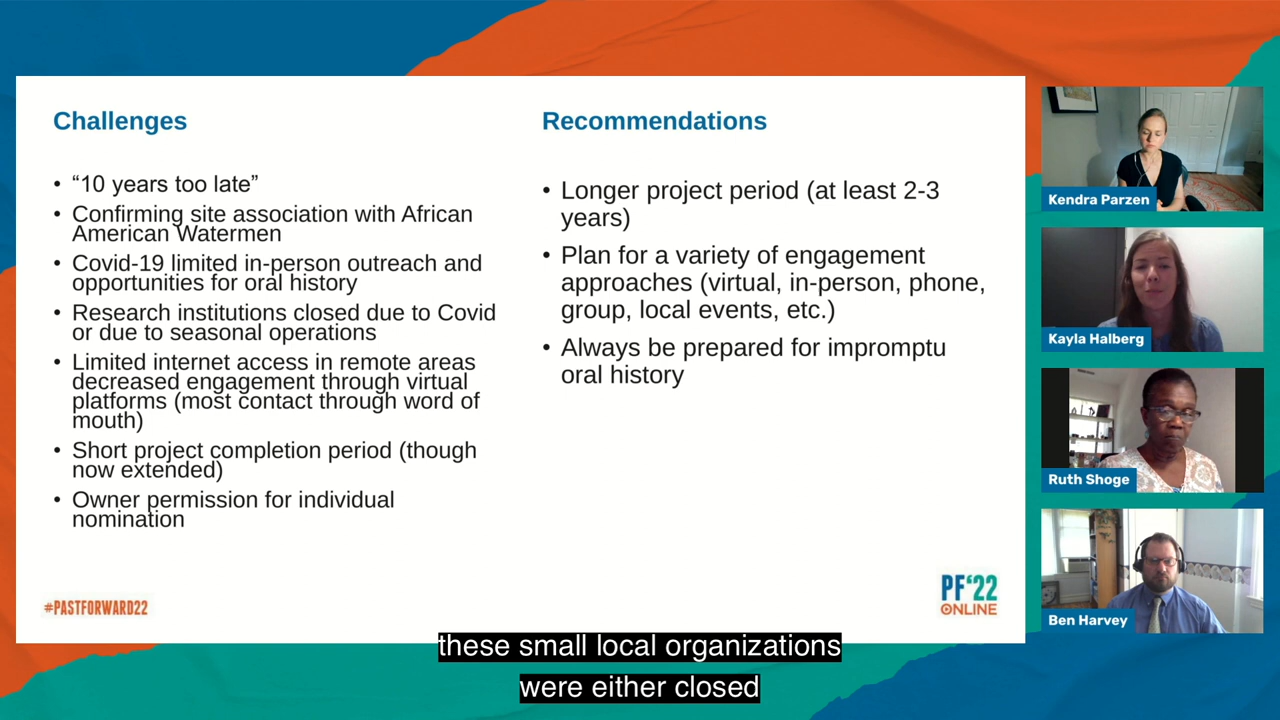 Challenges
• “10 years too late”
• Confirming site association with African
American Watermen
• Covid-19 limited in-person outreach and
opportunities for oral history
• Research institutions closed due to Covid
or due to seasonal operations
• Limited internet access in remote areas
decreased engagement through virtual
platforms (most contact through word of
mouth)
• Short project completion period (though
now extended)
• Owner permission for individual
nomination
Recommendations
• Longer project period (at least 2-3
years)
• Plan for a variety of engagement
approaches (virtual, in-person, phone,
group, local events, etc.)
• Always be prepared for impromptu
oral history
#PASTFORWARD22
PF‘22
ONLINE
Kendra Parzen
Kayla Halberg
Ruth Shoge
Ben Harvey
these small local organizations
were either closed